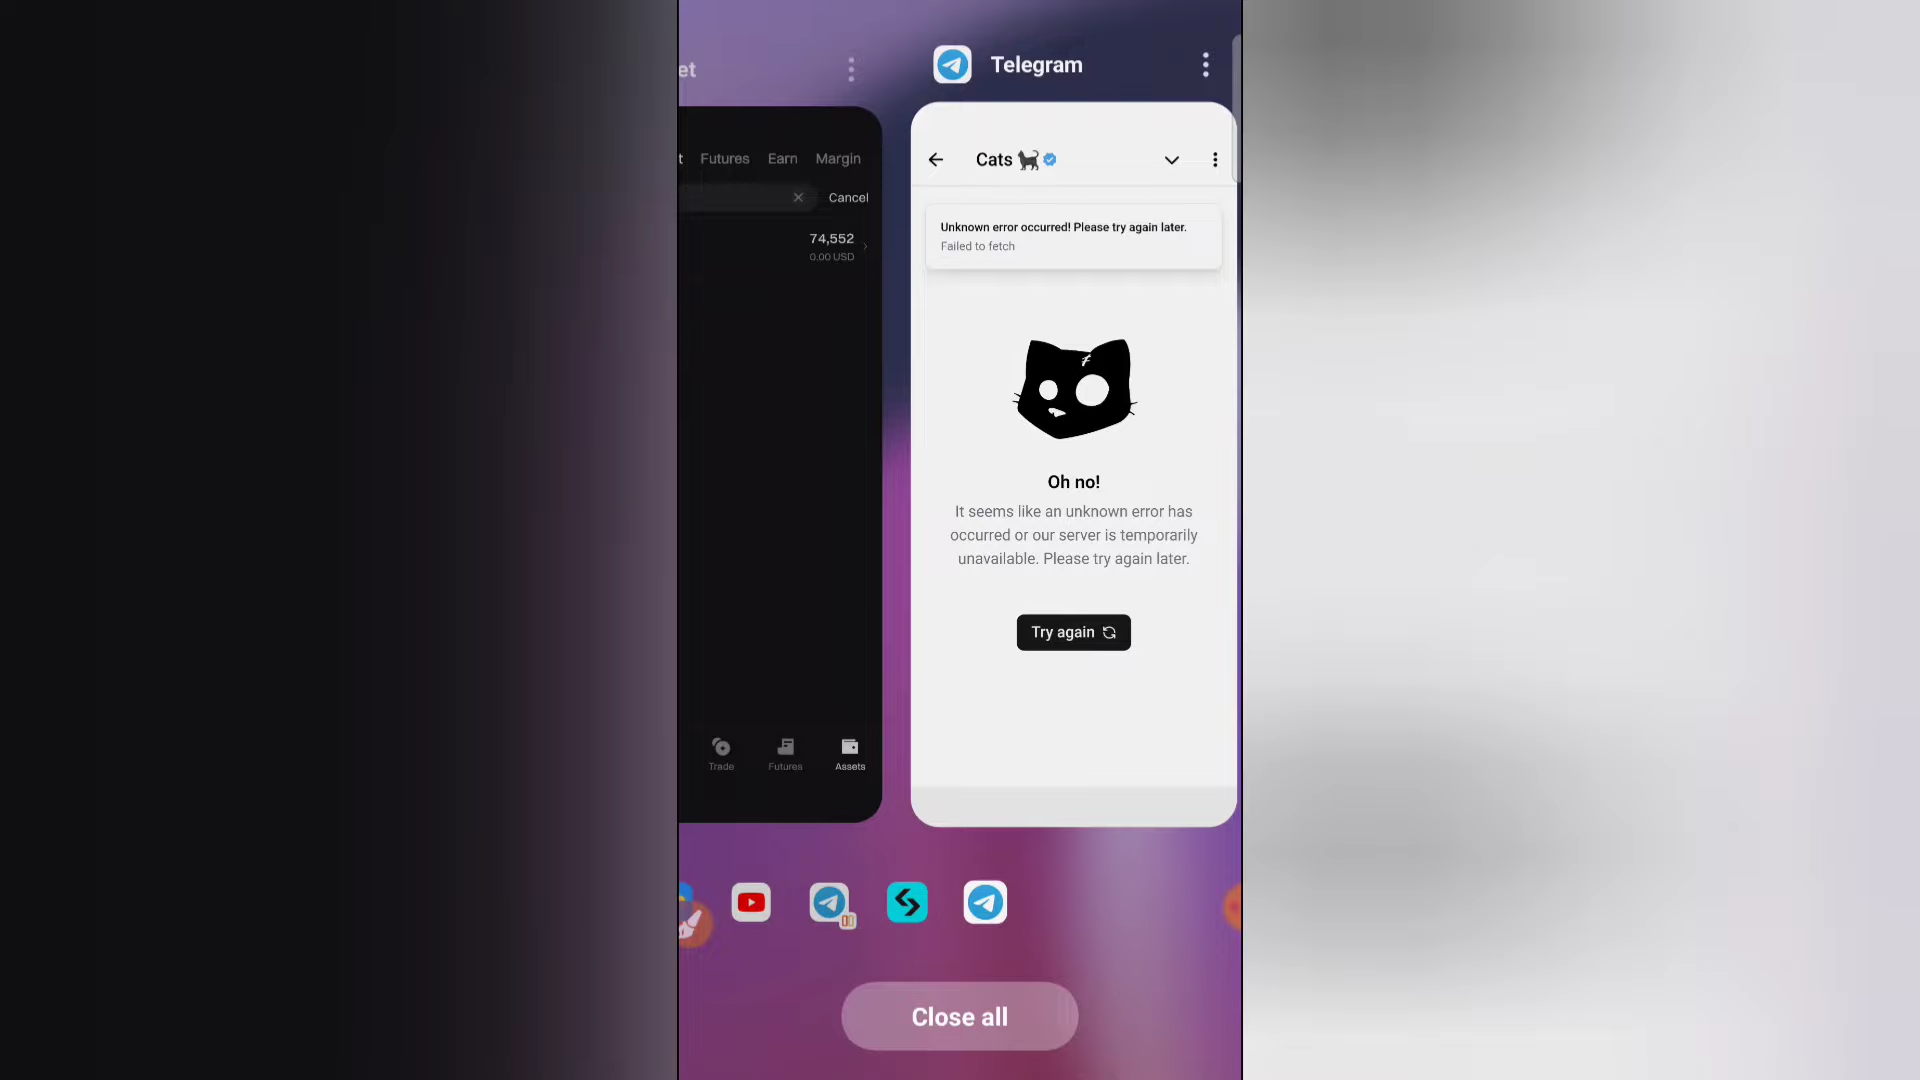 et
Telegram
t Futures Earn Margin
Cancel
74,552
0.00 USD
Trade Futures Assets
Cats
Unknown error occurred! Please try again later.
Failed to fetch
Oh no!
It seems like an unknown error has
occurred or our server is temporarily
unavailable. Please try again later.
Try again
Close all